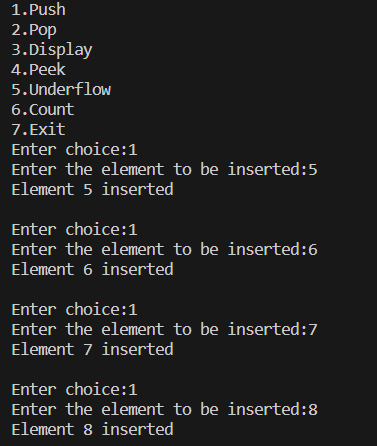 1.Push
2.Pop
3.Display
4.Peek
5.Underflow
6.Count
7.Exit
Enter choice:1
Enter the element to be inserted:5
Element 5 inserted
Enter choice:1
Enter the element to be inserted:6
Element 6 inserted
Enter choice:1
Enter the element to be inserted:7
Element 7 inserted
Enter choice:1
Enter the element to be inserted:8
Element 8 inserted